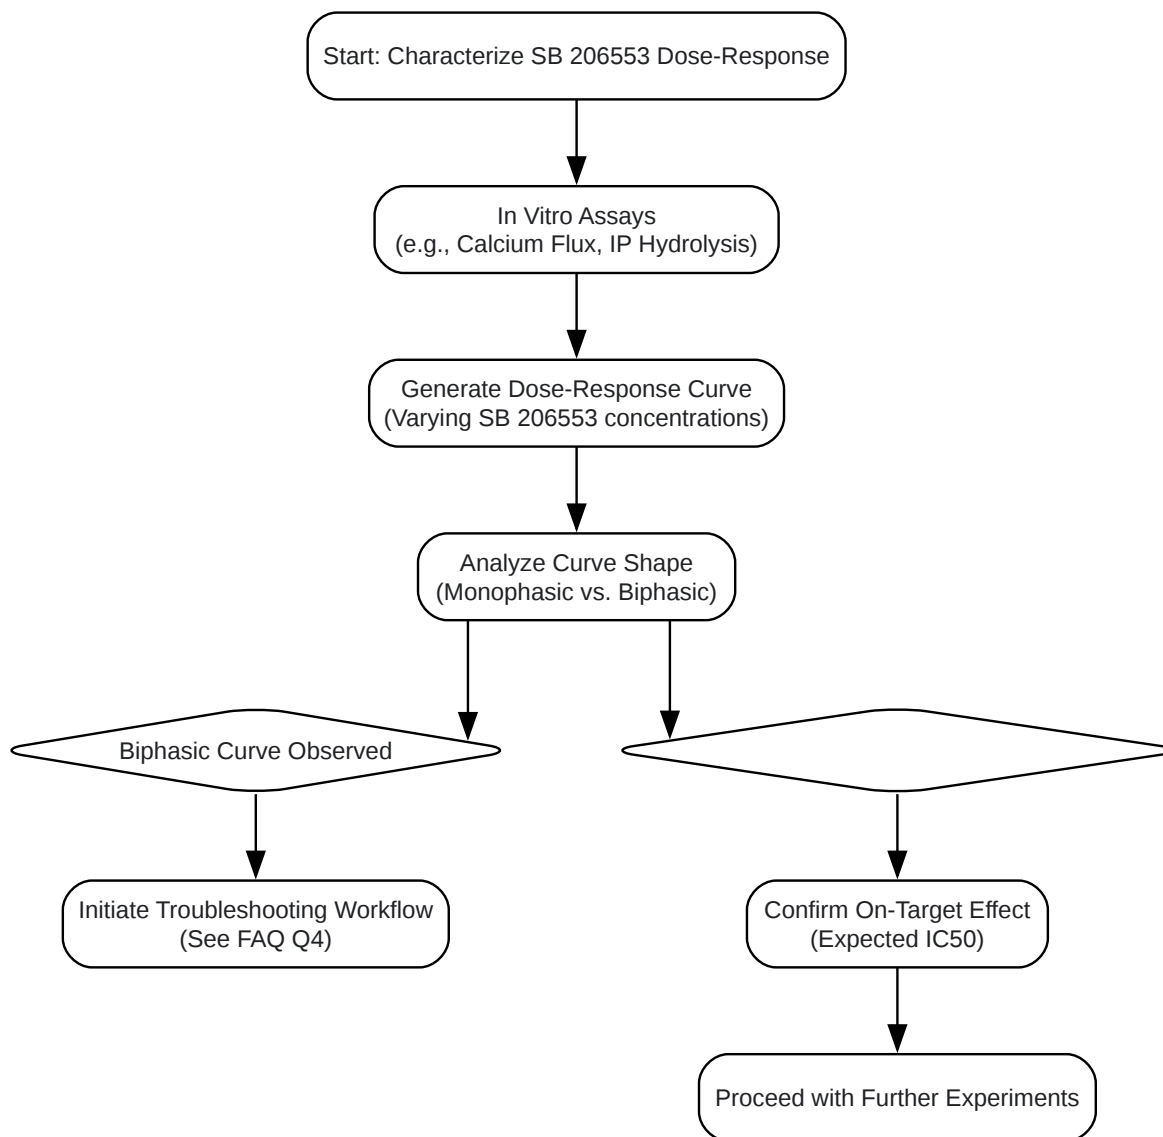 Start: Characterize SB 206553 Dose-Response
In Vitro Assays
(e.g., Calcium Flux, IP Hydrolysis)
Generate Dose-Response Curve
(Varying SB 206553 concentrations)
Analyze Curve Shape
(Monophasic vs. Biphasic)
Biphasic Curve Observed
Initiate Troubleshooting Workflow
(See FAQ Q4)
Confirm On-Target Effect
(Expected IC50)
Proceed with Further Experiments